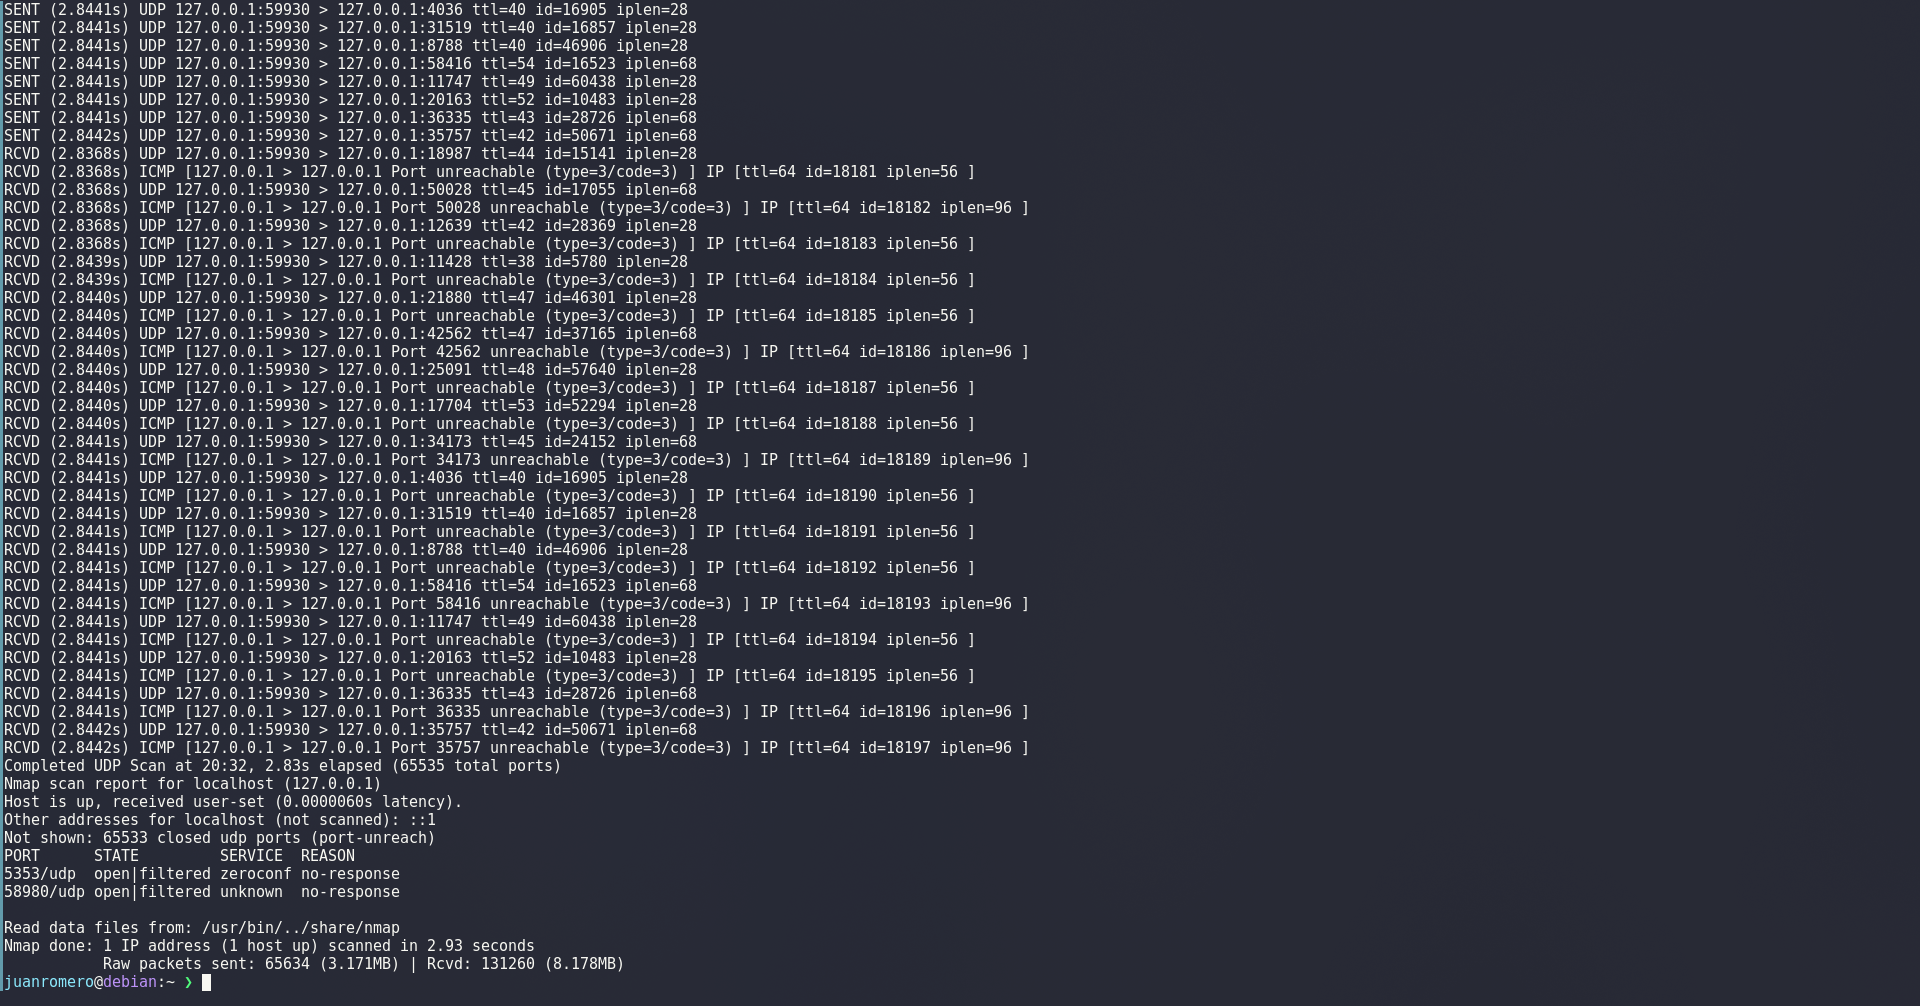 SENT (2.8441s) UDP 127.0.0.1:59930 > 127.0.0.1:4036 ttl=40 id=16905 iplen=28
SENT (2.8441s) UDP 127.0.0.1:59930 > 127.0.0.1:31519 ttl=40 id=16857 iplen=28
SENT (2.8441s) UDP 127.0.0.1:59930 > 127.0.0.1:8788 ttl=40 id=46906 iplen=28
SENT (2.8441s) UDP 127.0.0.1:59930 > 127.0.0.1:58416 ttl=54 id=16523 iplen=68
SENT (2.8441s) UDP 127.0.0.1:59930 > 127.0.0.1:11747 ttl=49 id=60438 iplen=28
SENT (2.8441s) UDP 127.0.0.1:59930 > 127.0.0.1:20163 ttl=52 id=10483 iplen=28
SENT (2.8441s) UDP 127.0.0.1:59930 > 127.0.0.1:36335 ttl=43 id=28726 iplen=68
SENT (2.8442s) UDP 127.0.0.1:59930 > 127.0.0.1:35757 ttl=42 id=50671 iplen=68
RCVD (2.8368s) UDP 127.0.0.1:59930 > 127.0.0.1:18987 ttl=44 id=15141 iplen=28
RCVD (2.8368s) ICMP [127.0.0.1 > 127.0.0.1 Port unreachable (type=3/code=3) ] IP [ttl=64 id=18181 iplen=56 ]
RCVD (2.8368s) UDP 127.0.0.1:59930 > 127.0.0.1:50028 ttl=45 id=17055 iplen=68
RCVD (2.8368s) ICMP [127.0.0.1 > 127.0.0.1 Port 50028 unreachable (type=3/code=3) ] IP [ttl=64 id=18182 iplen=96 ]
RCVD (2.8368s) UDP 127.0.0.1:59930 > 127.0.0.1:12639 ttl=42 id=28369 iplen=28
RCVD (2.8368s) ICMP [127.0.0.1 > 127.0.0.1 Port unreachable (type=3/code=3) ] IP [ttl=64 id=18183 iplen=56 ]
RCVD (2.8439s) UDP 127.0.0.1:59930 > 127.0.0.1:11428 ttl=38 id=5780 iplen=28
RCVD (2.8439s) ICMP [127.0.0.1 > 127.0.0.1 Port unreachable (type=3/code=3) ] IP [ttl=64 id=18184 iplen=56 ]
RCVD (2.8440s) UDP 127.0.0.1:59930 > 127.0.0.1:21880 ttl=47 id=46301 iplen=28
RCVD (2.8440s) ICMP [127.0.0.1 > 127.0.0.1 Port unreachable (type=3/code=3) ] IP [ttl=64 id=18185 iplen=56 ]
RCVD (2.8440s) UDP 127.0.0.1:59930 > 127.0.0.1:42562 ttl=47 id=37165 iplen=68
RCVD (2.8440s) ICMP [127.0.0.1 > 127.0.0.1 Port 42562 unreachable (type=3/code=3) ] IP [ttl=64 id=18186 iplen=96 ]
RCVD (2.8440s) UDP 127.0.0.1:59930 > 127.0.0.1:25091 ttl=48 id=57640 iplen=28
RCVD (2.8440s) ICMP [127.0.0.1 > 127.0.0.1 Port unreachable (type=3/code=3) ] IP [ttl=64 id=18187 iplen=56 ]
RCVD (2.8440s) UDP 127.0.0.1:59930 > 127.0.0.1:17704 ttl=53 id=52294 iplen=28
RCVD (2.8440s) ICMP [127.0.0.1 > 127.0.0.1 Port unreachable (type=3/code=3) ] IP [ttl=64 id=18188 iplen=56 ]
RCVD (2.8441s) UDP 127.0.0.1:59930 > 127.0.0.1:34173 ttl=45 id=24152 iplen=68
RCVD (2.8441s) ICMP [127.0.0.1 > 127.0.0.1 Port 34173 unreachable (type=3/code=3) ] IP [ttl=64 id=18189 iplen=96 ]
RCVD (2.8441s) UDP 127.0.0.1:59930 > 127.0.0.1:4036 ttl=40 id=16905 iplen=28
RCVD (2.8441s) ICMP [127.0.0.1 > 127.0.0.1 Port unreachable (type=3/code=3) ] IP [ttl=64 id=18190 iplen=56 ]
RCVD (2.8441s) UDP 127.0.0.1:59930 > 127.0.0.1:31519 ttl=40 id=16857 iplen=28
RCVD (2.8441s) ICMP [127.0.0.1 > 127.0.0.1 Port unreachable (type=3/code=3) ] IP [ttl=64 id=18191 iplen=56 ]
RCVD (2.8441s) UDP 127.0.0.1:59930 > 127.0.0.1:8788 ttl=40 id=46906 iplen=28
RCVD (2.8441s) ICMP [127.0.0.1 > 127.0.0.1 Port unreachable (type=3/code=3) ] IP [ttl=64 id=18192 iplen=56 ]
RCVD (2.8441s) UDP 127.0.0.1:59930 > 127.0.0.1:58416 ttl=54 id=16523 iplen=68
RCVD (2.8441s) ICMP [127.0.0.1 > 127.0.0.1 Port 58416 unreachable (type=3/code=3) ] IP [ttl=64 id=18193 iplen=96 ]
RCVD (2.8441s) UDP 127.0.0.1:59930 > 127.0.0.1:11747 ttl=49 id=60438 iplen=28
RCVD (2.8441s) ICMP [127.0.0.1 > 127.0.0.1 Port unreachable (type=3/code=3) ] IP [ttl=64 id=18194 iplen=56 ]
RCVD (2.8441s) UDP 127.0.0.1:59930 > 127.0.0.1:20163 ttl=52 id=10483 iplen=28
RCVD (2.8441s) ICMP [127.0.0.1 > 127.0.0.1 Port unreachable (type=3/code=3) ] IP [ttl=64 id=18195 iplen=56 ]
RCVD (2.8441s) UDP 127.0.0.1:59930 > 127.0.0.1:36335 ttl=43 id=28726 iplen=68
RCVD (2.8441s) ICMP [127.0.0.1 > 127.0.0.1 Port 36335 unreachable (type=3/code=3) ] IP [ttl=64 id=18196 iplen=96 ]
RCVD (2.8442s) UDP 127.0.0.1:59930 > 127.0.0.1:35757 ttl=42 id=50671 iplen=68
RCVD (2.8442s) ICMP [127.0.0.1 > 127.0.0.1 Port 35757 unreachable (type=3/code=3) ] IP [ttl=64 id=18197 iplen=96 ]
Completed UDP Scan at 20:32, 2.83s elapsed (65535 total ports)
Nmap scan report for localhost (127.0.0.1)
Host is up, received user-set (0.0000060s latency).
Other addresses for localhost (not scanned): ::1
Not shown: 65533 closed udp ports (port-unreach)
PORT      STATE         SERVICE  REASON
5353/udp  open|filtered zeroconf no-response
58980/udp open|filtered unknown  no-response
Read data files from: /usr/bin/../share/nmap
Nmap done: 1 IP address (1 host up) scanned in 2.93 seconds
Raw packets sent: 65634 (3.171MB) | Rcvd: 131260 (8.178MB)
juanromero@debian:~ ❯